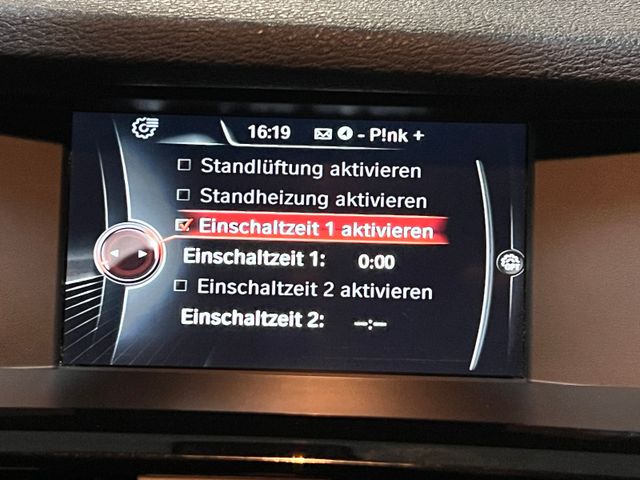 16:19 - P!nk +
Standlüftung aktivieren
Standheizung aktivieren
Einschaltzeit 1 aktivieren
Einschaltzeit 1: 0:00
Einschaltzeit 2 aktivieren
Einschaltzeit 2: --:--